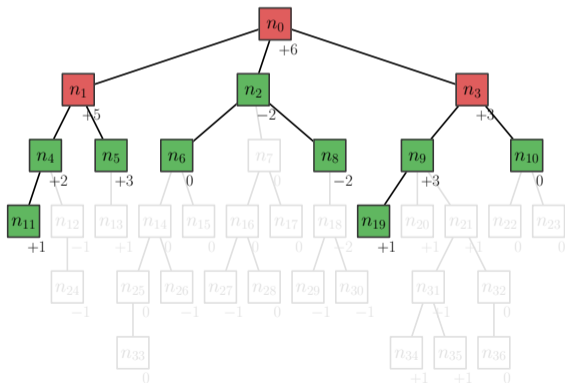 n₀
+6
n₁ n₂ n₃
+5 −2 +3
n₄ n₅ n₆ n₇ n₈ n₉ n₁₀
+2 +3 0 0 −2 +3 0
n₁₁ n₁₂ n₁₃ n₁₄ n₁₅ n₁₆ n₁₇ n₁₈ n₁₉ n₂₀ n₂₁ n₂₂ n₂₃
+1 −1 +1 0 0 0 0 −2 +1 +1 +1 0 0
n₂₄ n₂₅ n₂₆ n₂₇ n₂₈ n₂₉ n₃₀ n₃₁ n₃₂
−1 0 −1 −1 0 −1 −1 +1 0
n₃₃ n₃₄ n₃₅ n₃₆
0 +1 +1 0